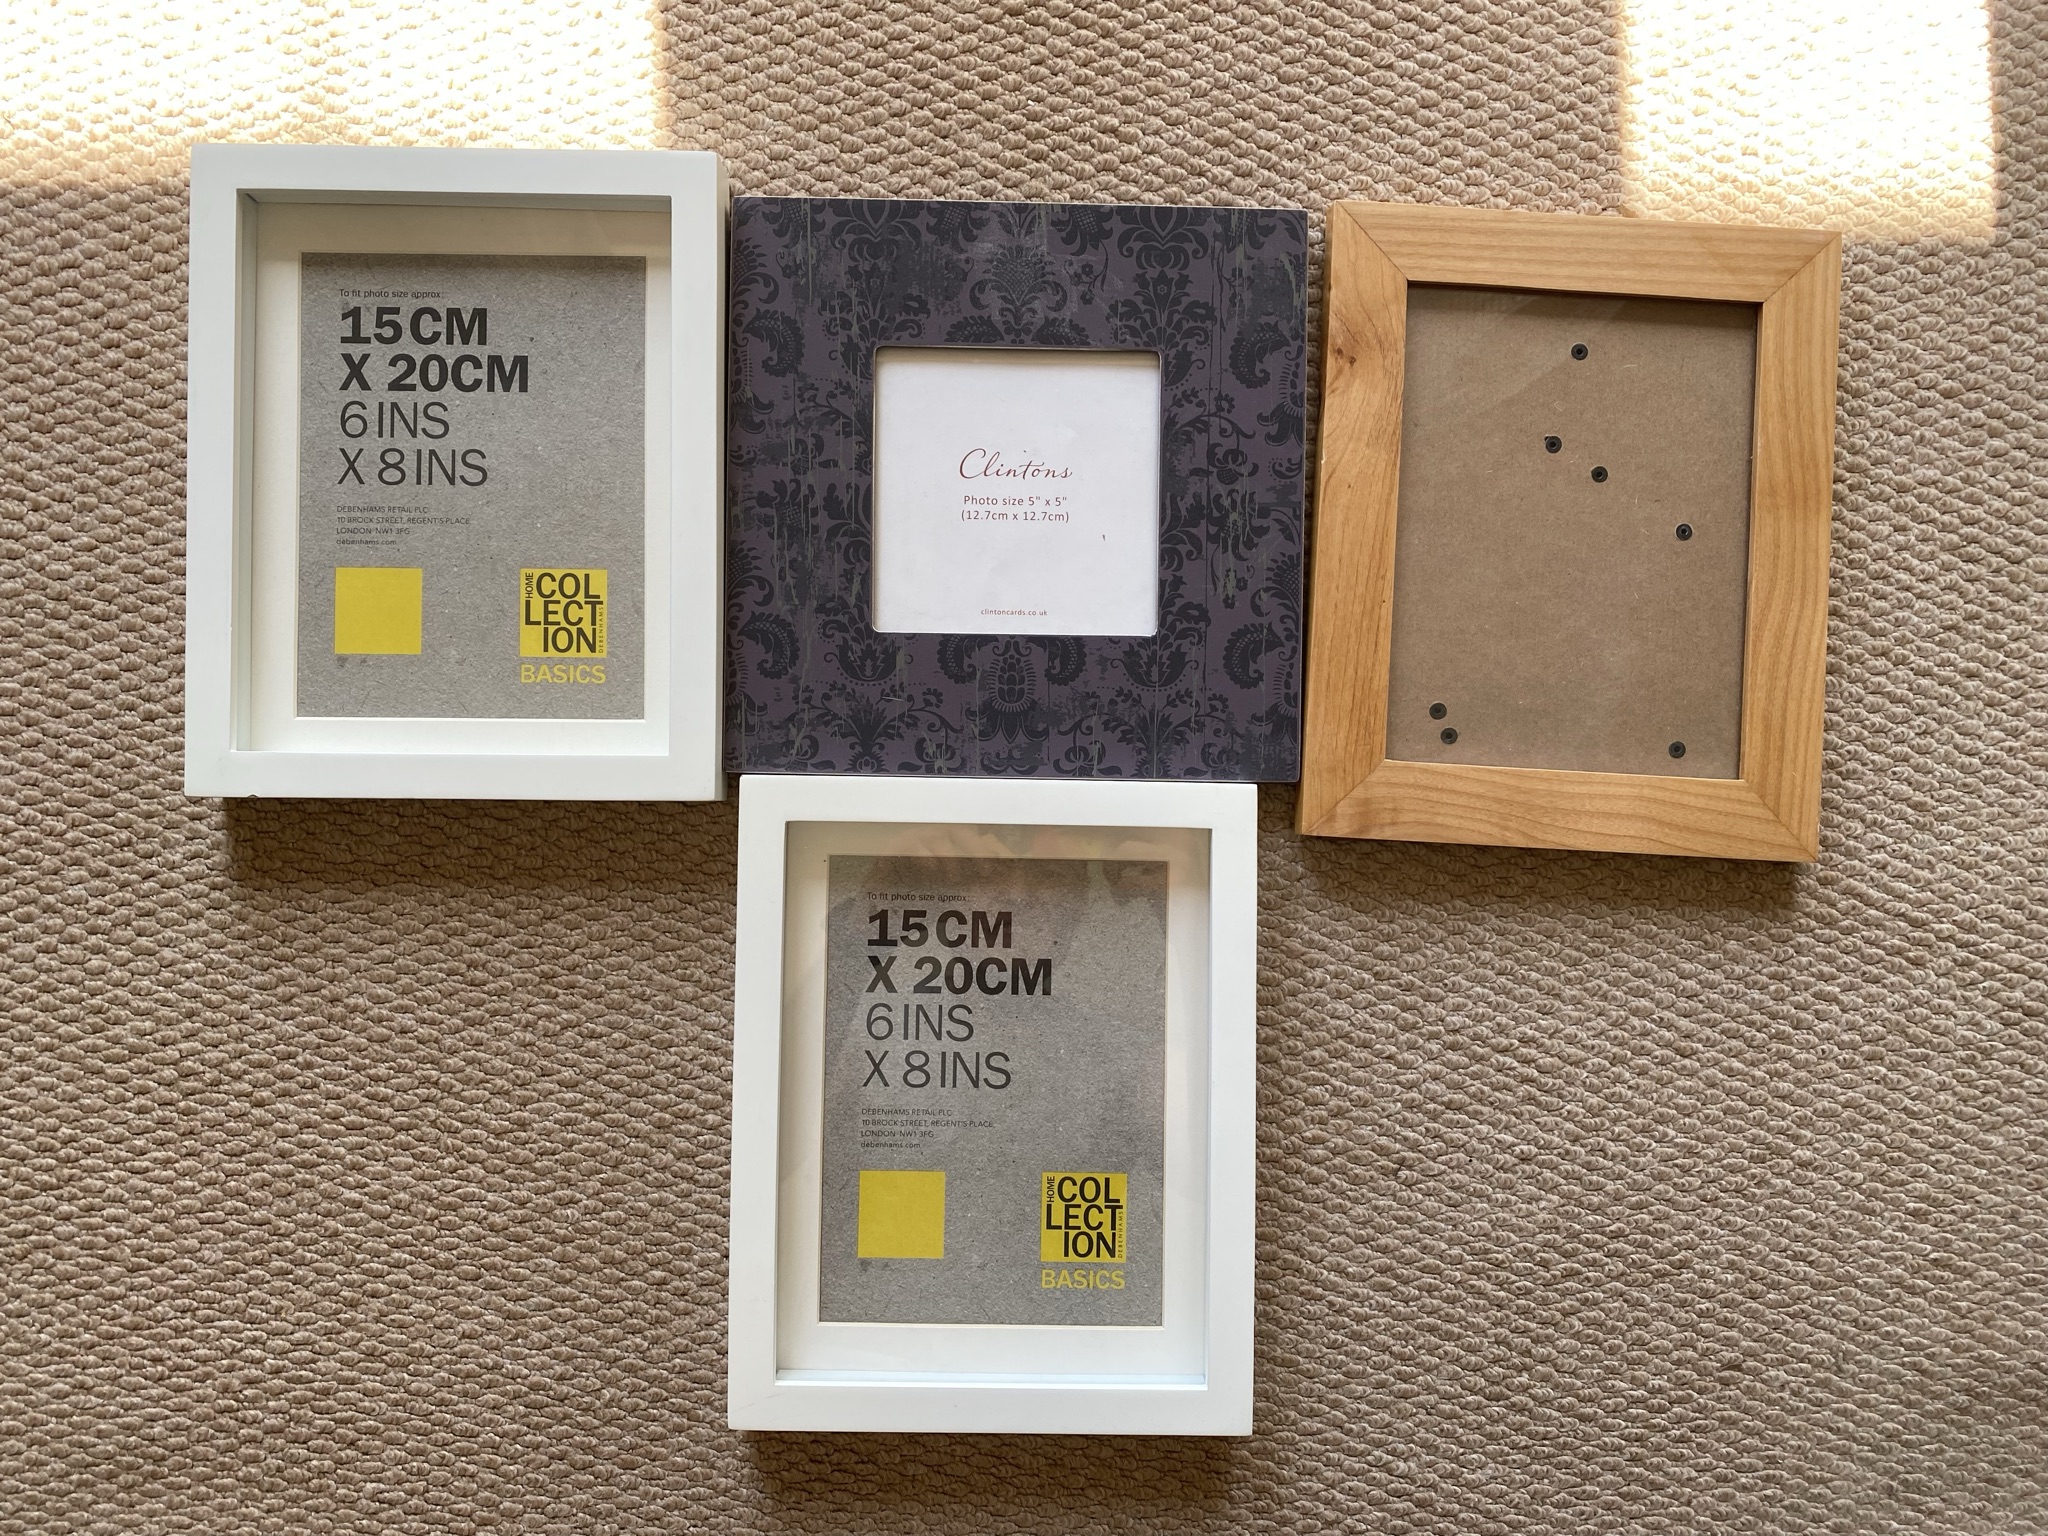 To fit photo size approx:
15CM
X 20CM
6INS
X 8INS
DEBENHAMS RETAIL PLC
10 BROCK STREET, REGENT'S PLACE
LONDON NW1 3FG
debenhams.com
HOME
COL
LECT
ION
DEBENHAMS
BASICS
Clintons
Photo size 5" x 5"
(12.7cm x 12.7cm)
clintoncards.co.uk
To fit photo size approx:
15CM
X 20CM
6INS
X 8INS
DEBENHAMS RETAIL PLC
10 BROCK STREET, REGENT'S PLACE
LONDON NW1 3FG
debenhams.com
HOME
COL
LECT
ION
DEBENHAMS
BASICS